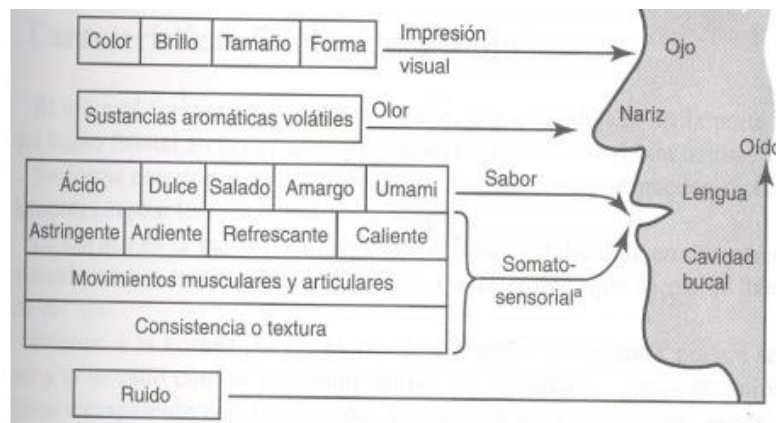 Color Brillo Tamaño Forma
Impresión
visual
Ojo
Sustancias aromáticas volátiles
Olor
Nariz
Oído
Ácido Dulce Salado Amargo Umami
Sabor
Lengua
Astringente Ardiente Refrescante Caliente
Movimientos musculares y articulares
Consistencia o textura
Somato-
sensorialª
Cavidad
bucal
Ruido